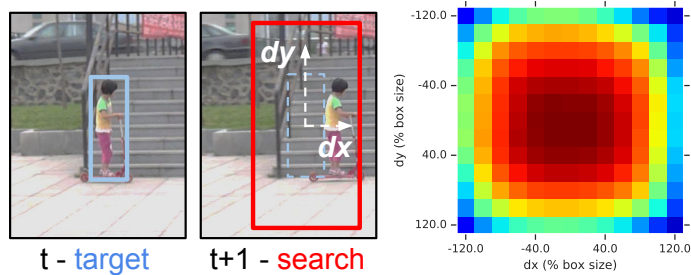 dy
dx
t - target
t+1 - search
dy (% box size)
-120.0
-40.0
40.0
120.0
-120.0
-40.0
40.0
120.0
dx (% box size)